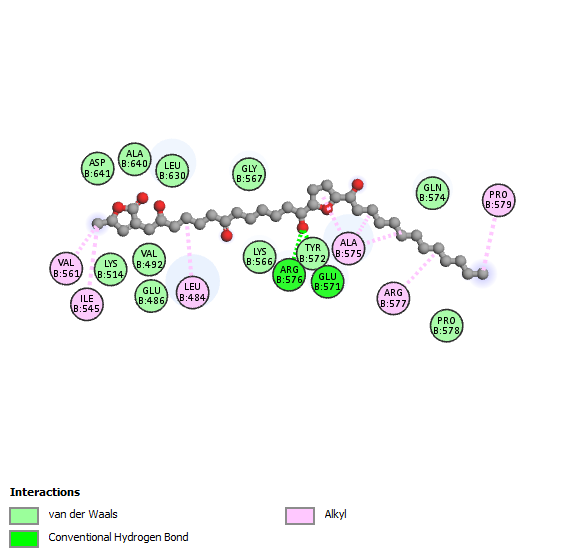 ALA
B:640
LEU
B:630
ASP
B:641
GLY
B:567
GLN
B:574
PRO
B:579
VAL
B:561
LYS
B:514
VAL
B:492
LYS
B:566
TYR
B:572
ALA
B:575
ILE
B:545
GLU
B:486
LEU
B:484
ARG
B:576
GLU
B:571
ARG
B:577
PRO
B:578
Interactions
van der Waals
Alkyl
Conventional Hydrogen Bond